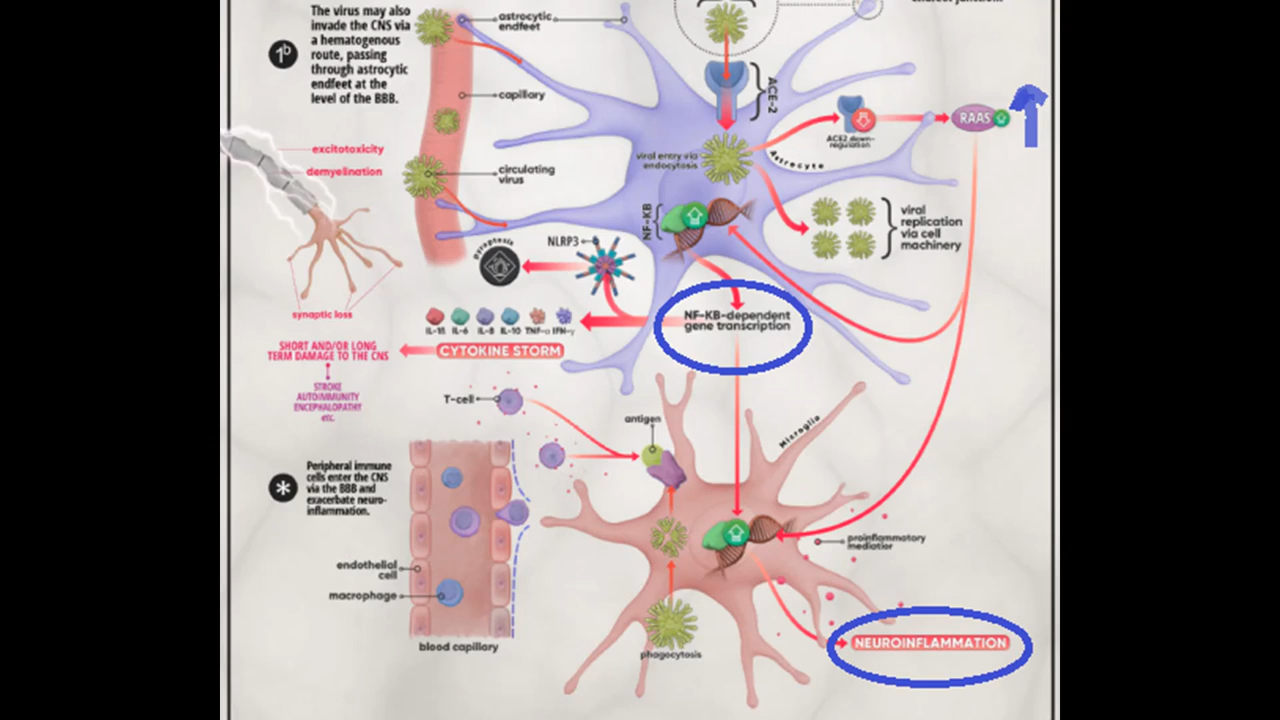 The virus may also
invade the CNS via
a hematogenous
route, passing
through astrocytic
endfeet at the
level of the BBB.
1b
astrocytic
endfeet
capillary
circulating
virus
excitotoxicity
demyelination
synaptic loss
ACE-2
viral entry via
endocytosis
Astrocyte
ACE2 down-
regulation
RAAS
viral
replication
via cell
machinery
NF-KB
NLRP3
Pyroptosis
NF-KB-dependent
gene transcription
IL-6 IL-8 IL-10 TNF-α IFN-γ
CYTOKINE STORM
SHORT AND/OR LONG
TERM DAMAGE TO THE CNS
STROKE
AUTOIMMUNITY
ENCEPHALOPATHY
etc.
T-cell
antigen
Microglia
*
Peripheral immune
cells enter the CNS
via the BBB and
exacerbate neuro-
inflammation.
endothelial
cell
macrophage
blood capillary
phagocytosis
proinflammatory
mediator
NEUROINFLAMMATION